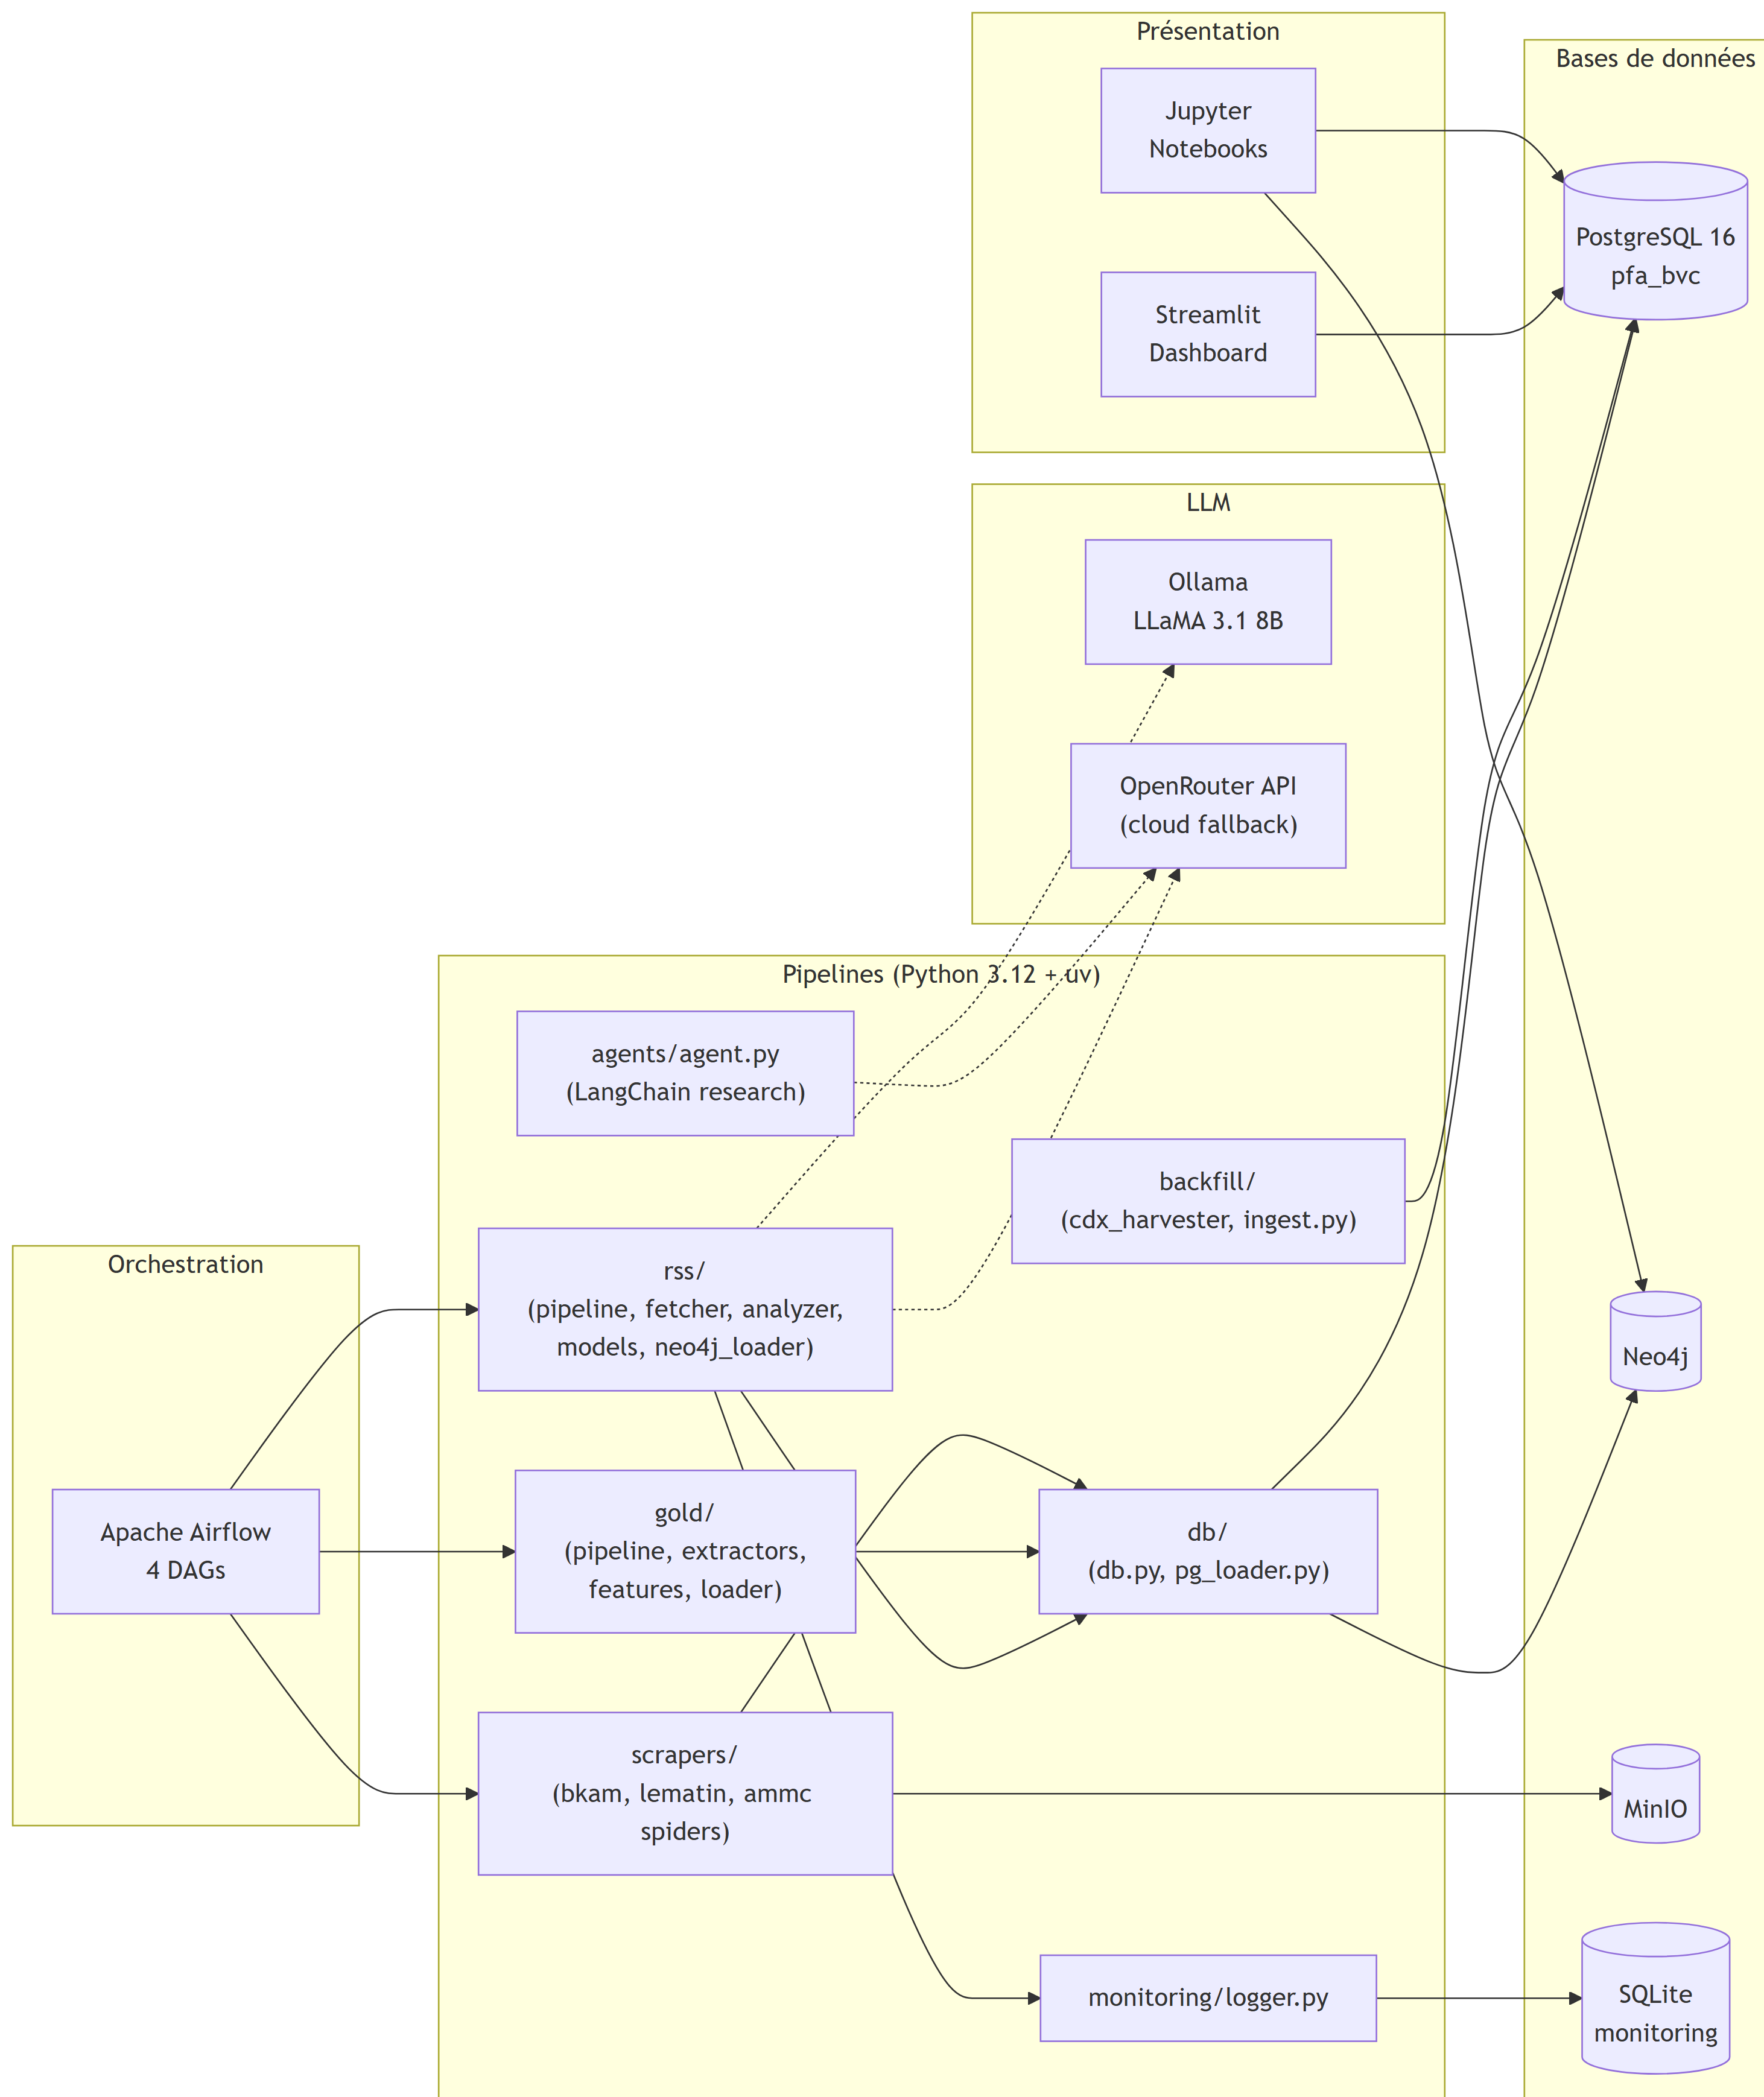 Présentation
Jupyter
Notebooks
Streamlit
Dashboard
Bases de données
PostgreSQL 16
pfa_bvc
LLM
Ollama
LLaMA 3.1 8B
OpenRouter API
(cloud fallback)
Pipelines (Python 3.12 + uv)
agents/agent.py
(LangChain research)
backfill/
(cdx_harvester, ingest.py)
Orchestration
rss/
(pipeline, fetcher, analyzer,
models, neo4j_loader)
Neo4j
Apache Airflow
4 DAGs
gold/
(pipeline, extractors,
features, loader)
db/
(db.py, pg_loader.py)
scrapers/
(bkam, lematin, ammc
spiders)
MinIO
monitoring/logger.py
SQLite
monitoring